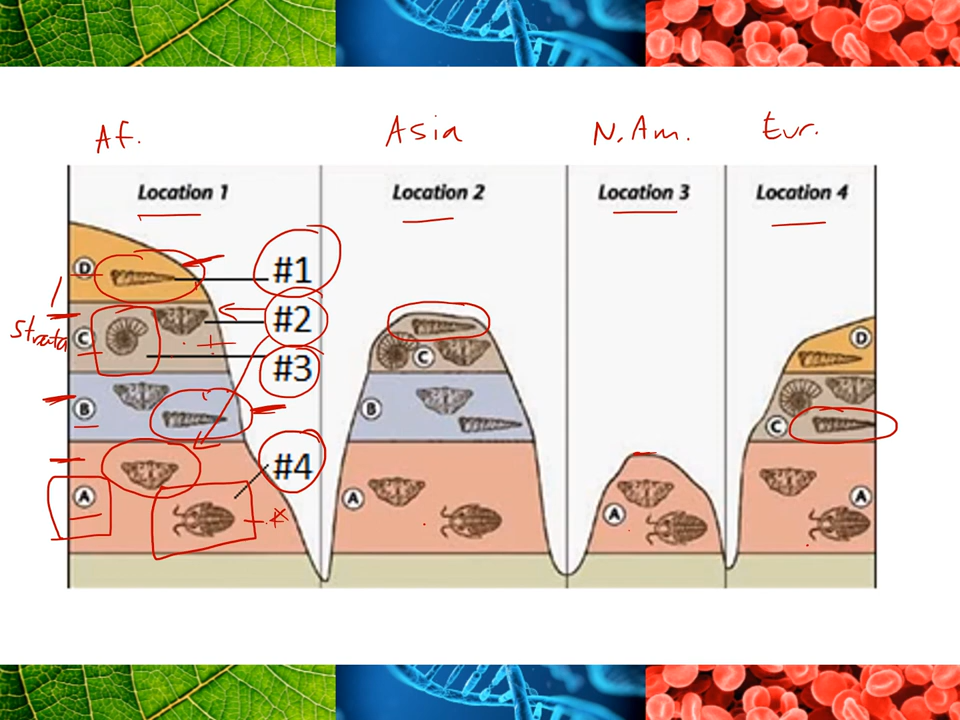 Af. Asia N.Am. Eur.
Location 1 Location 2 Location 3 Location 4
D #1
strata C #2
#3
C
D
B
B
C
#4
A
A
A
A